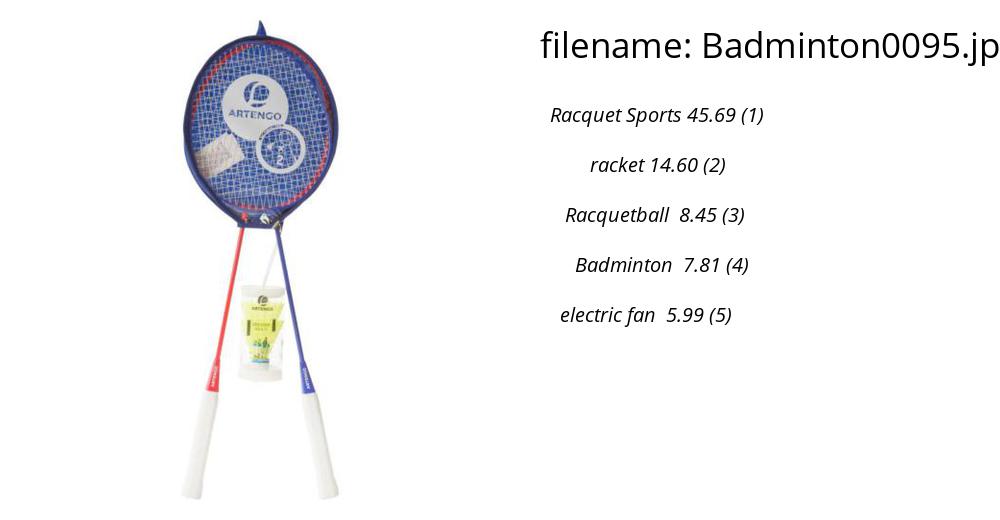 filename: Badminton0095.jp
Racquet Sports 45.69 (1)
racket 14.60 (2)
Racquetball 8.45 (3)
Badminton 7.81 (4)
electric fan 5.99 (5)
ARTENGO
2
ARTENGO